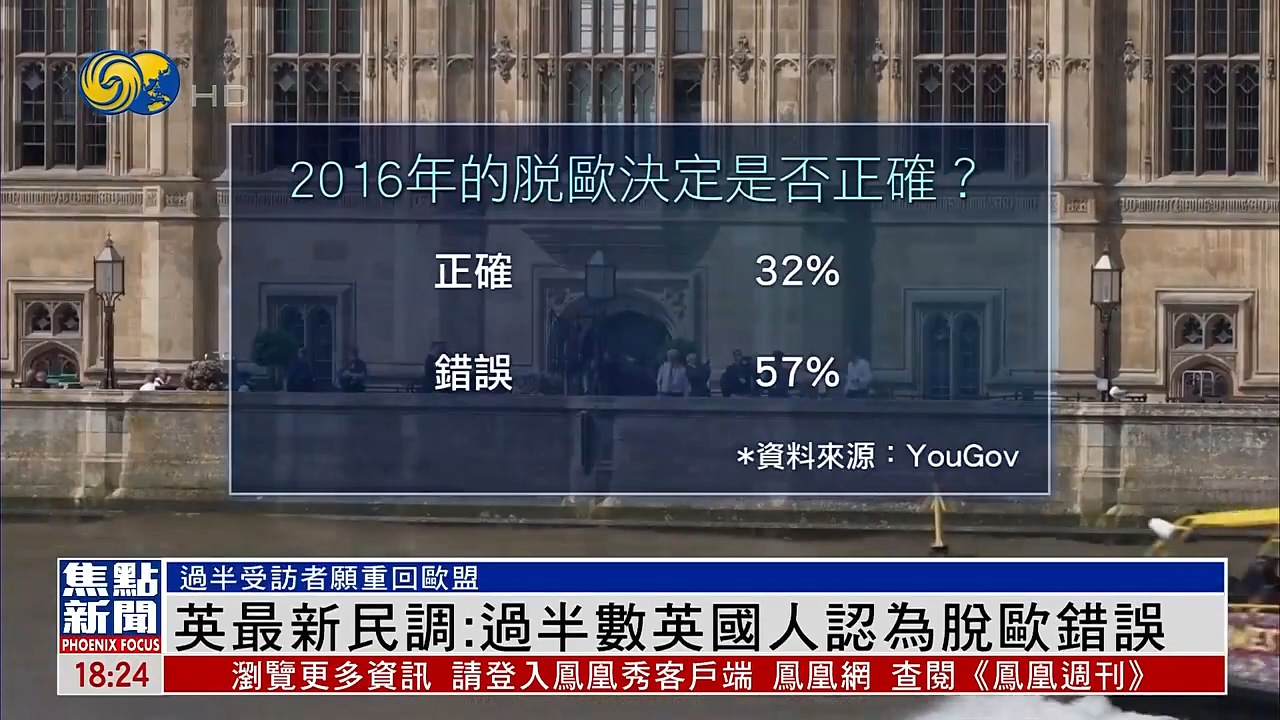 HD
2016年的脱歐決定是否正確？
正確 32%
錯誤 57%
*資料來源：YouGov
過半受訪者願重回歐盟
焦點
新聞
PHOENIX FOCUS
英最新民調:過半數英國人認為脫歐錯誤
18:24
瀏覽更多資訊 請登入鳳凰秀客戶端 鳳凰網 查閱《鳳凰週刊》